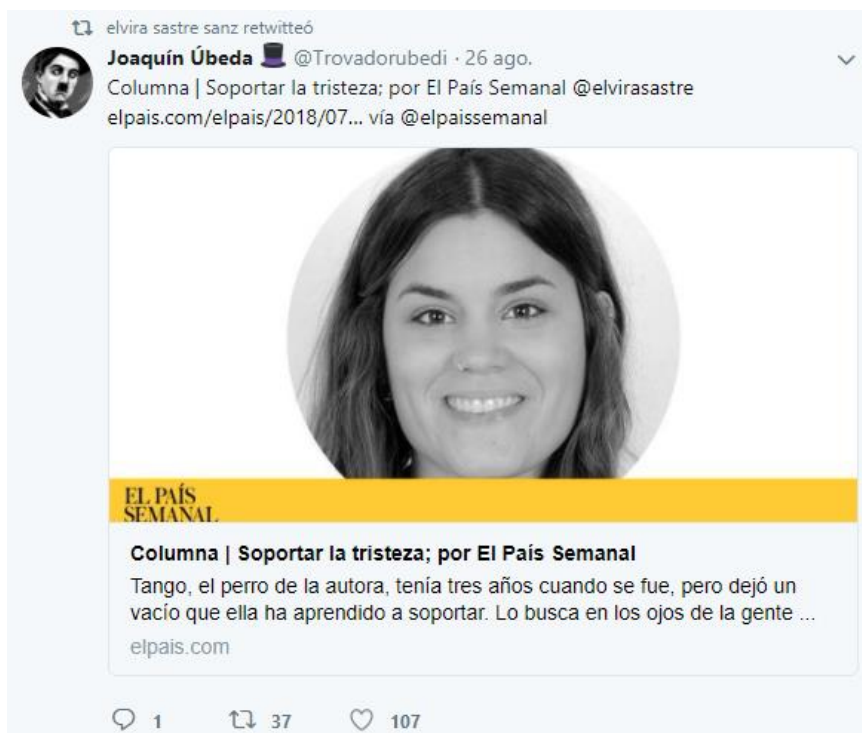 elvira sastre sanz retwitteó
Joaquín Úbeda 🎩 @Trovadorubedi · 26 ago.
Columna | Soportar la tristeza; por El País Semanal @elvirasastre
elpais.com/elpais/2018/07... vía @elpaissemanal
EL PAÍS
SEMANAL
Columna | Soportar la tristeza; por El País Semanal
Tango, el perro de la autora, tenía tres años cuando se fue, pero dejó un
vacío que ella ha aprendido a soportar. Lo busca en los ojos de la gente ...
elpais.com
1 37 107